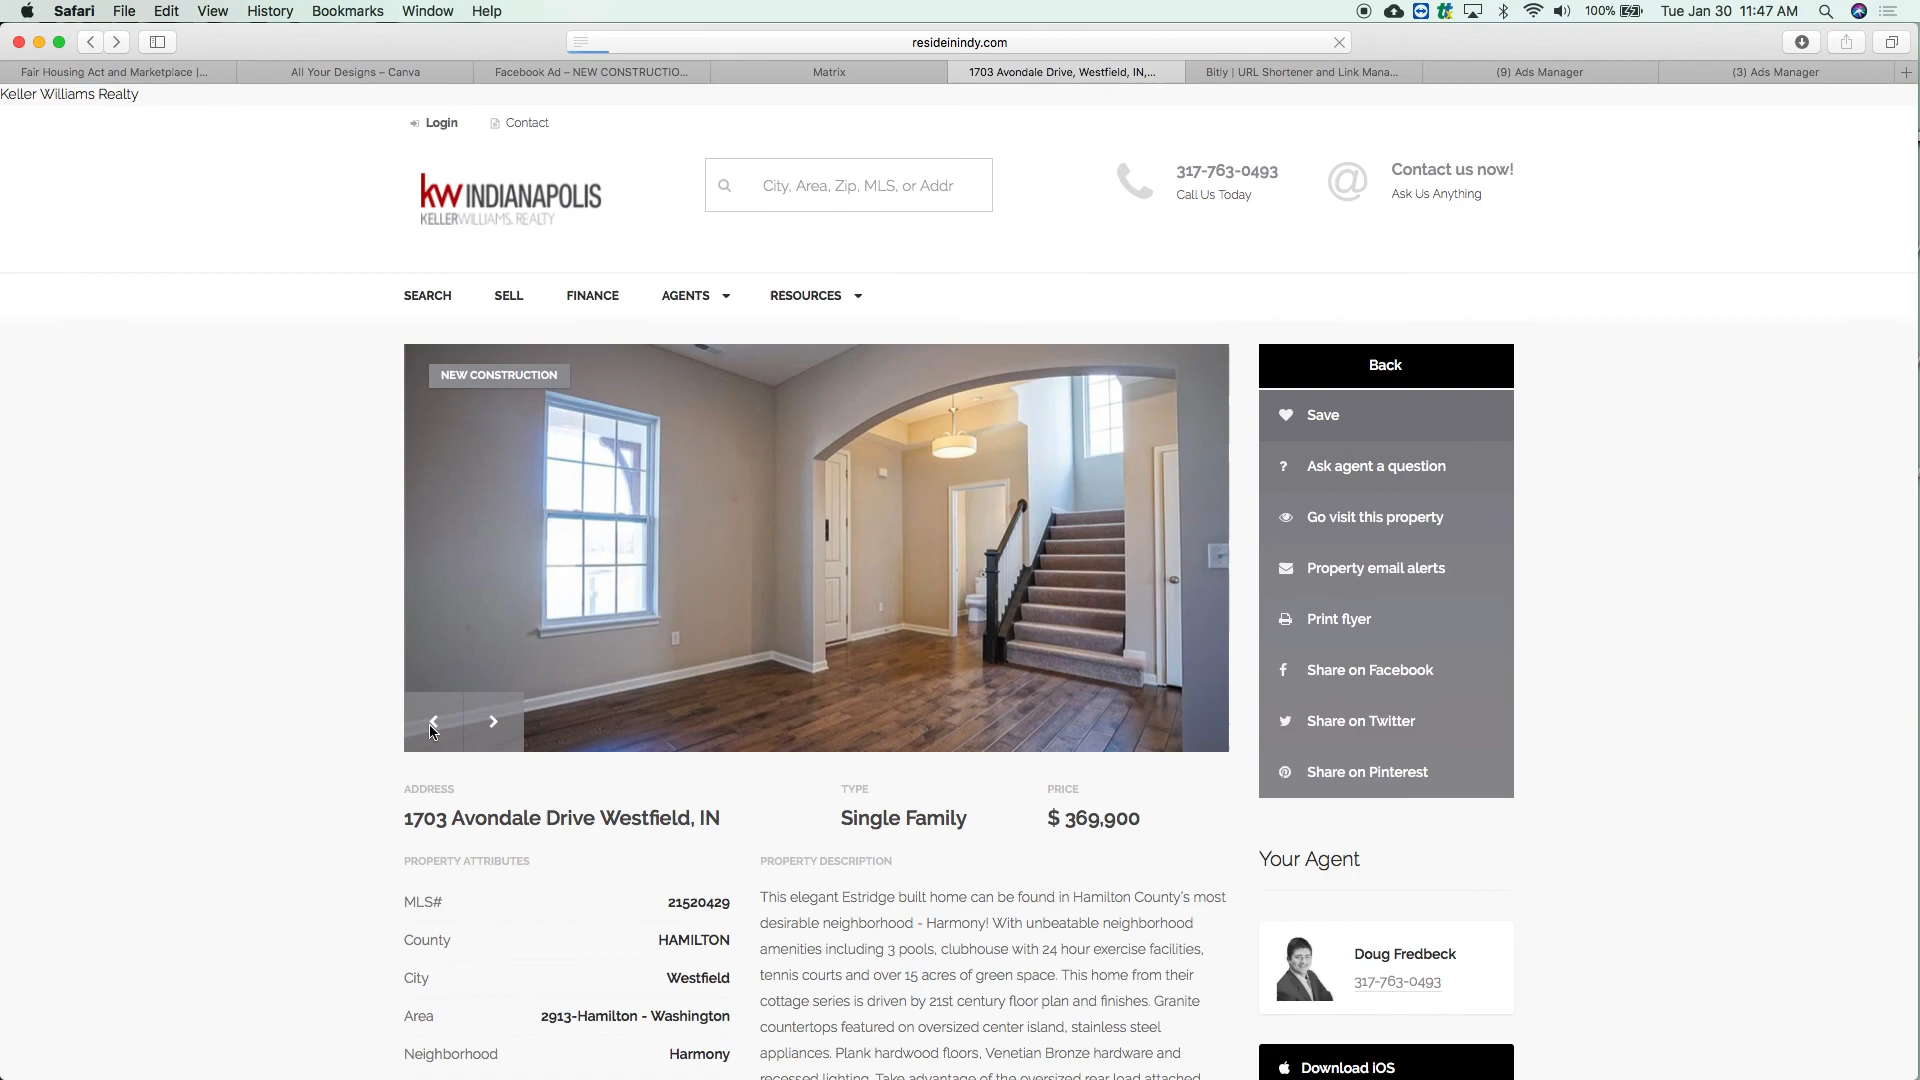 Safari File Edit View History Bookmarks Window Help 100% Tue Jan 30 11:47 AM
resideinindy.com
Fair Housing Act and Marketplace |... All Your Designs – Canva Facebook Ad – NEW CONSTRUCTIO... Matrix 1703 Avondale Drive, Westfield, IN,... Bitly | URL Shortener and Link Mana... (9) Ads Manager (3) Ads Manager
Keller Williams Realty
Login Contact
kw INDIANAPOLIS
KELLERWILLIAMS. REALTY
City, Area, Zip, MLS, or Addr
317-763-0493
Call Us Today
Contact us now!
Ask Us Anything
SEARCH SELL FINANCE AGENTS RESOURCES
NEW CONSTRUCTION
Back
Save
Ask agent a question
Go visit this property
Property email alerts
Print flyer
Share on Facebook
Share on Twitter
Share on Pinterest
ADDRESS TYPE PRICE
1703 Avondale Drive Westfield, IN Single Family $ 369,900
PROPERTY ATTRIBUTES
MLS# 21520429
County HAMILTON
City Westfield
Area 2913-Hamilton - Washington
Neighborhood Harmony
PROPERTY DESCRIPTION
This elegant Estridge built home can be found in Hamilton County's most
desirable neighborhood - Harmony! With unbeatable neighborhood
amenities including 3 pools, clubhouse with 24 hour exercise facilities,
tennis courts and over 15 acres of green space. This home from their
cottage series is driven by 21st century floor plan and finishes. Granite
countertops featured on oversized center island, stainless steel
appliances. Plank hardwood floors, Venetian Bronze hardware and
recessed lighting. Take advantage of the oversized rear load attached
Your Agent
Doug Fredbeck
317-763-0493
Download iOS